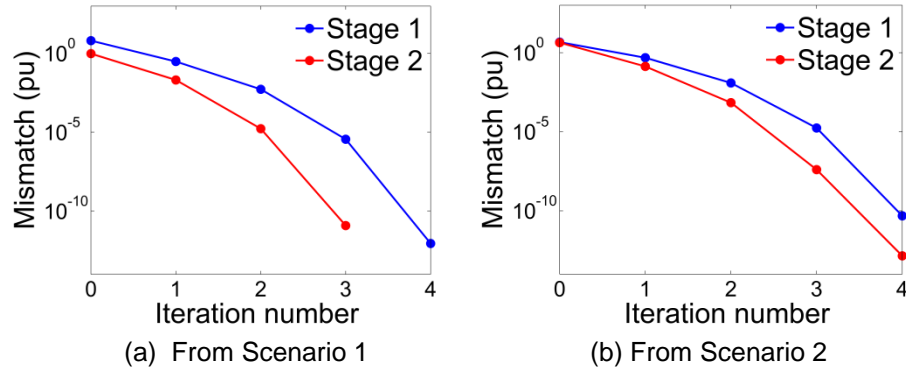 Stage 1
Stage 2
Mismatch (pu)
10^0
10^-5
10^-10
0 1 2 3 4
Iteration number
(a) From Scenario 1
Stage 1
Stage 2
Mismatch (pu)
10^0
10^-5
10^-10
0 1 2 3 4
Iteration number
(b) From Scenario 2